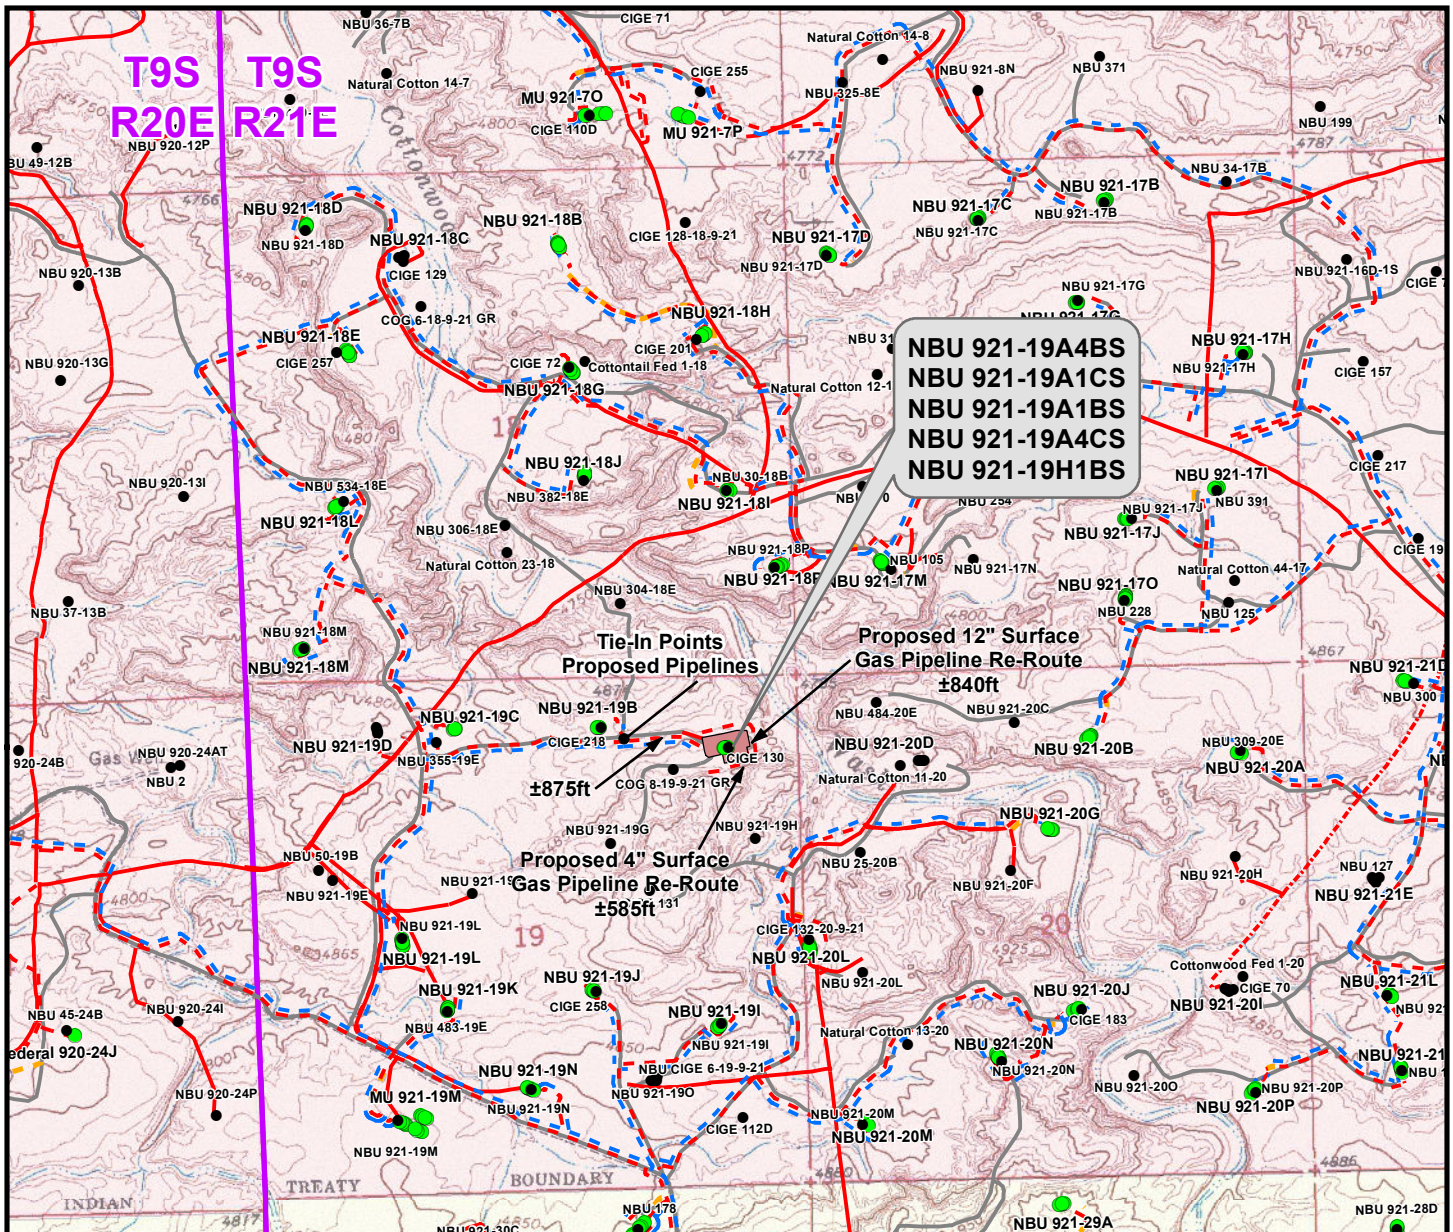 NBU 36-7B
CIGE 71
Natural Cotton 14-8
T9S T9S
R20E R21E
Natural Cotton 14-7
CIGE 255
NBU 921-8N
NBU 371
4750
NBU 325-8E
MU 921-7O
CIGE 110D
MU 921-7P
NBU 199
NBU 920-12P
Cottonwood
4772
4787
NBU 34-17B
4766
NBU 921-18D
NBU 921-18D
NBU 921-18B
CIGE 128-18-9-21
NBU 921-17C
NBU 921-17C
NBU 921-17B
NBU 921-17B
NBU 921-18C
CIGE 129
NBU 921-17D
NBU 921-17D
NBU 920-13B
NBU 921-16D-1S
4800
COG 6-18-9-21 GR
NBU 921-17G
NBU 921-18H
CIGE 201
NBU 921-18E
CIGE 257
NBU 920-13G
CIGE 72
Cottontail Fed 1-18
NBU 921-18G
NBU 921-17H
NBU 921-17H
CIGE 157
NBU 921-19A4BS
NBU 921-19A1CS
NBU 921-19A1BS
NBU 921-19A4CS
NBU 921-19H1BS
4801
NBU 921-18J
NBU 382-18E
NBU 30-18B
NBU 921-18I
CIGE 217
NBU 921-17I
NBU 391
NBU 920-13I
NBU 534-18E
NBU 921-18L
NBU 254
NBU 921-17J
NBU 921-17J
NBU 306-18E
Natural Cotton 23-18
NBU 921-18P
NBU 105
NBU 921-17M
NBU 921-17N
Natural Cotton 44-17
NBU 921-17O
NBU 228
NBU 125
NBU 37-13B
NBU 304-18E
NBU 921-18M
NBU 921-18M
Tie-In Points
Proposed Pipelines
Proposed 12" Surface
Gas Pipeline Re-Route
±840ft
4867
NBU 921-21D
NBU 300
NBU 921-19C
NBU 921-19B
CIGE 218
NBU 484-20E
NBU 921-20C
NBU 921-19D
NBU 355-19E
920-24B
Gas Well
NBU 920-24AT
NBU 2
CIGE 130
COG 8-19-9-21 GR
±875ft
NBU 921-20D
Natural Cotton 11-20
NBU 921-20B
NBU 309-20E
NBU 921-20A
NBU 921-19G
NBU 921-19H
NBU 921-20G
Proposed 4" Surface
Gas Pipeline Re-Route
±585ft
131
NBU 50-19B
NBU 921-19E
NBU 25-20B
NBU 921-20F
NBU 921-20H
NBU 127
NBU 921-21E
4800
4865
19
20
4925
NBU 921-19L
NBU 921-19L
CIGE 132-20-9-21
NBU 921-20L
NBU 921-20L
Cottonwood Fed 1-20
CIGE 70
NBU 921-20I
NBU 921-21L
NBU 921-19K
NBU 483-19E
NBU 921-19J
CIGE 258
NBU 921-19I
NBU 921-19I
NBU 921-20J
CIGE 183
NBU 45-24B
NBU 920-24I
Natural Cotton 13-20
NBU 921-20N
NBU 921-20N
NBU 920-24P
NBU 921-19N
NBU 921-19N
CIGE 6-19-9-21
NBU 921-19O
NBU 921-20O
NBU 921-20P
NBU 921-20P
MU 921-19M
NBU 921-19M
CIGE 112D
NBU 921-20M
NBU 921-20M
4880
4886
INDIAN TREATY BOUNDARY
4817
4850
NBU 921-30C
NBU 178
NBU 921-29A
NBU 921-28D